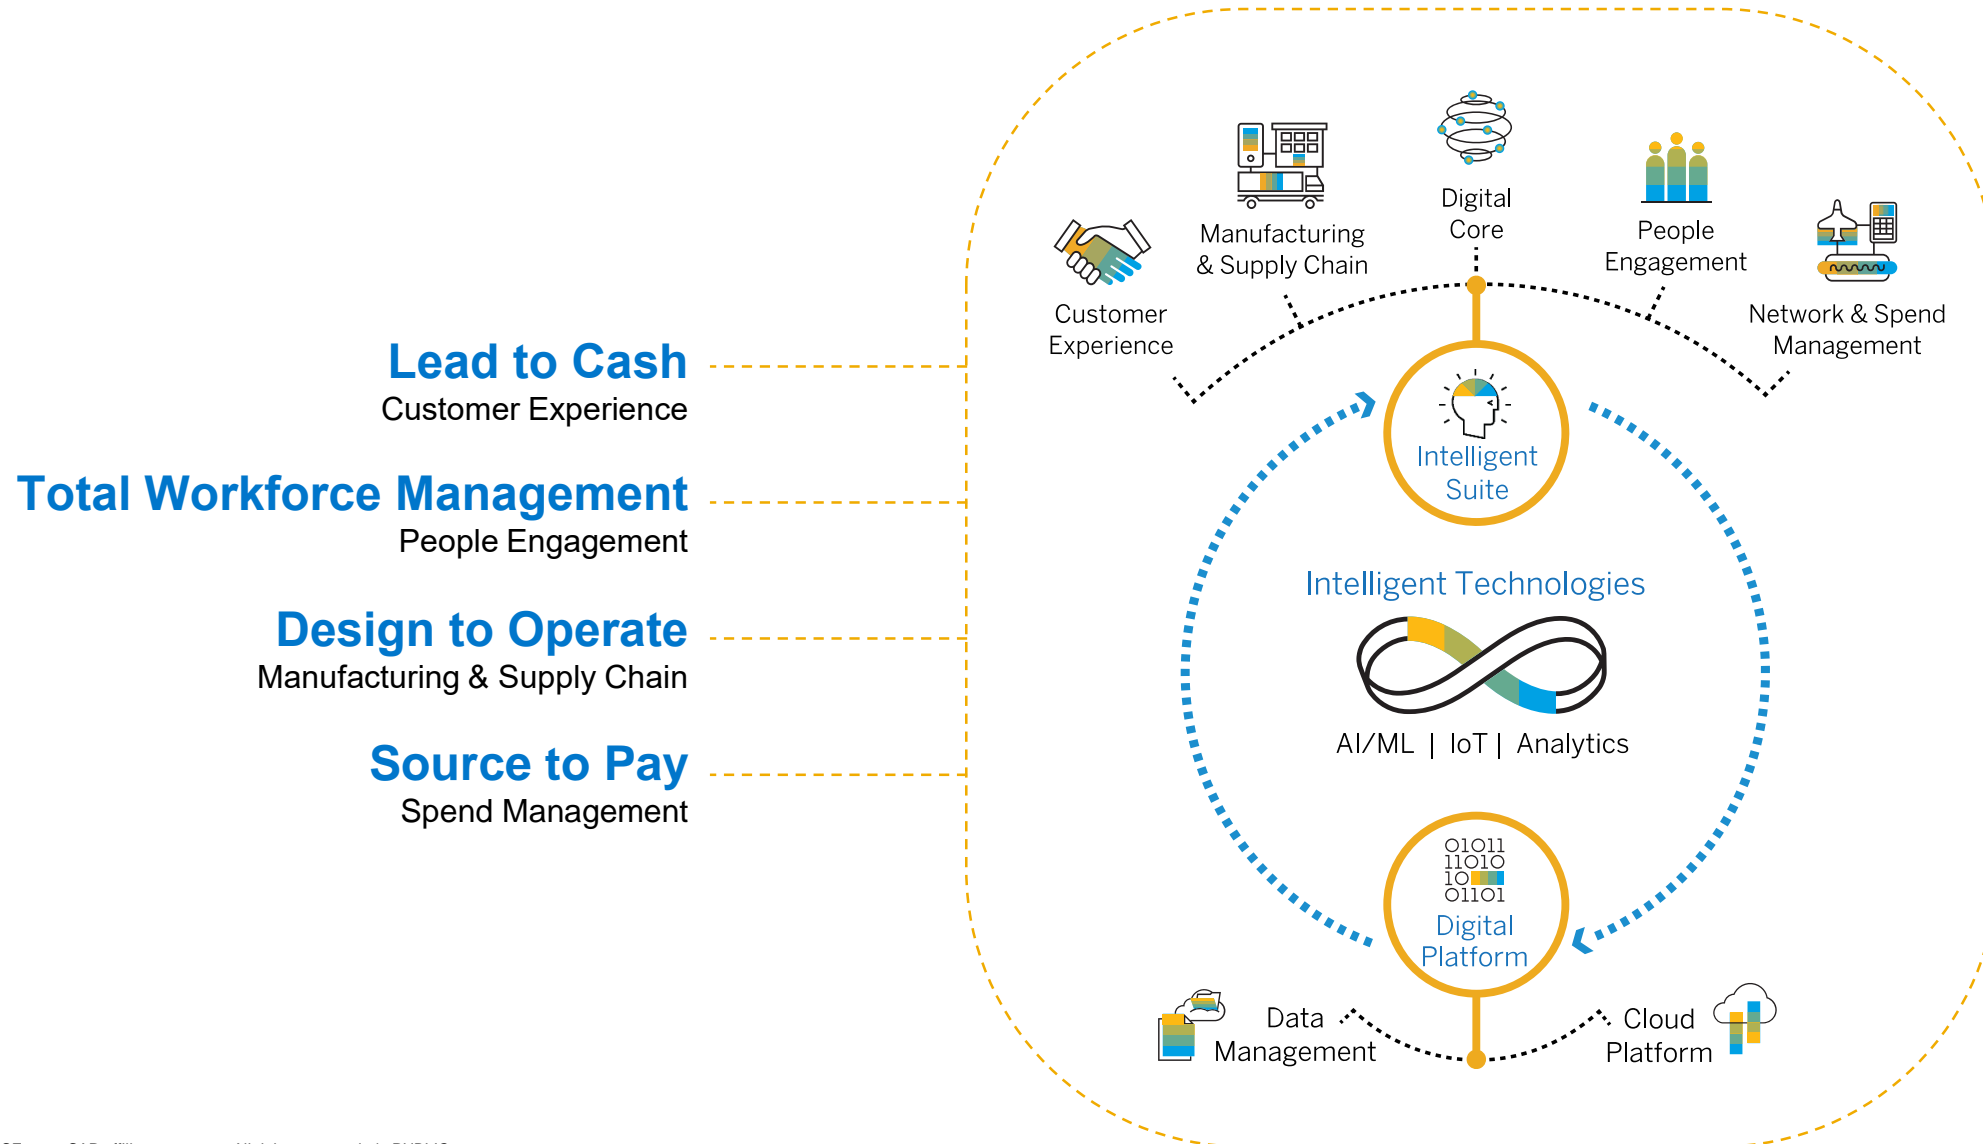 Lead to Cash
Customer Experience
Total Workforce Management
People Engagement
Design to Operate
Manufacturing & Supply Chain
Source to Pay
Spend Management
Customer
Experience
Manufacturing
& Supply Chain
Digital
Core
People
Engagement
Network & Spend
Management
Intelligent
Suite
Intelligent Technologies
AI/ML | IoT | Analytics
01011
11010
10
01101
Digital
Platform
Data
Management
Cloud
Platform